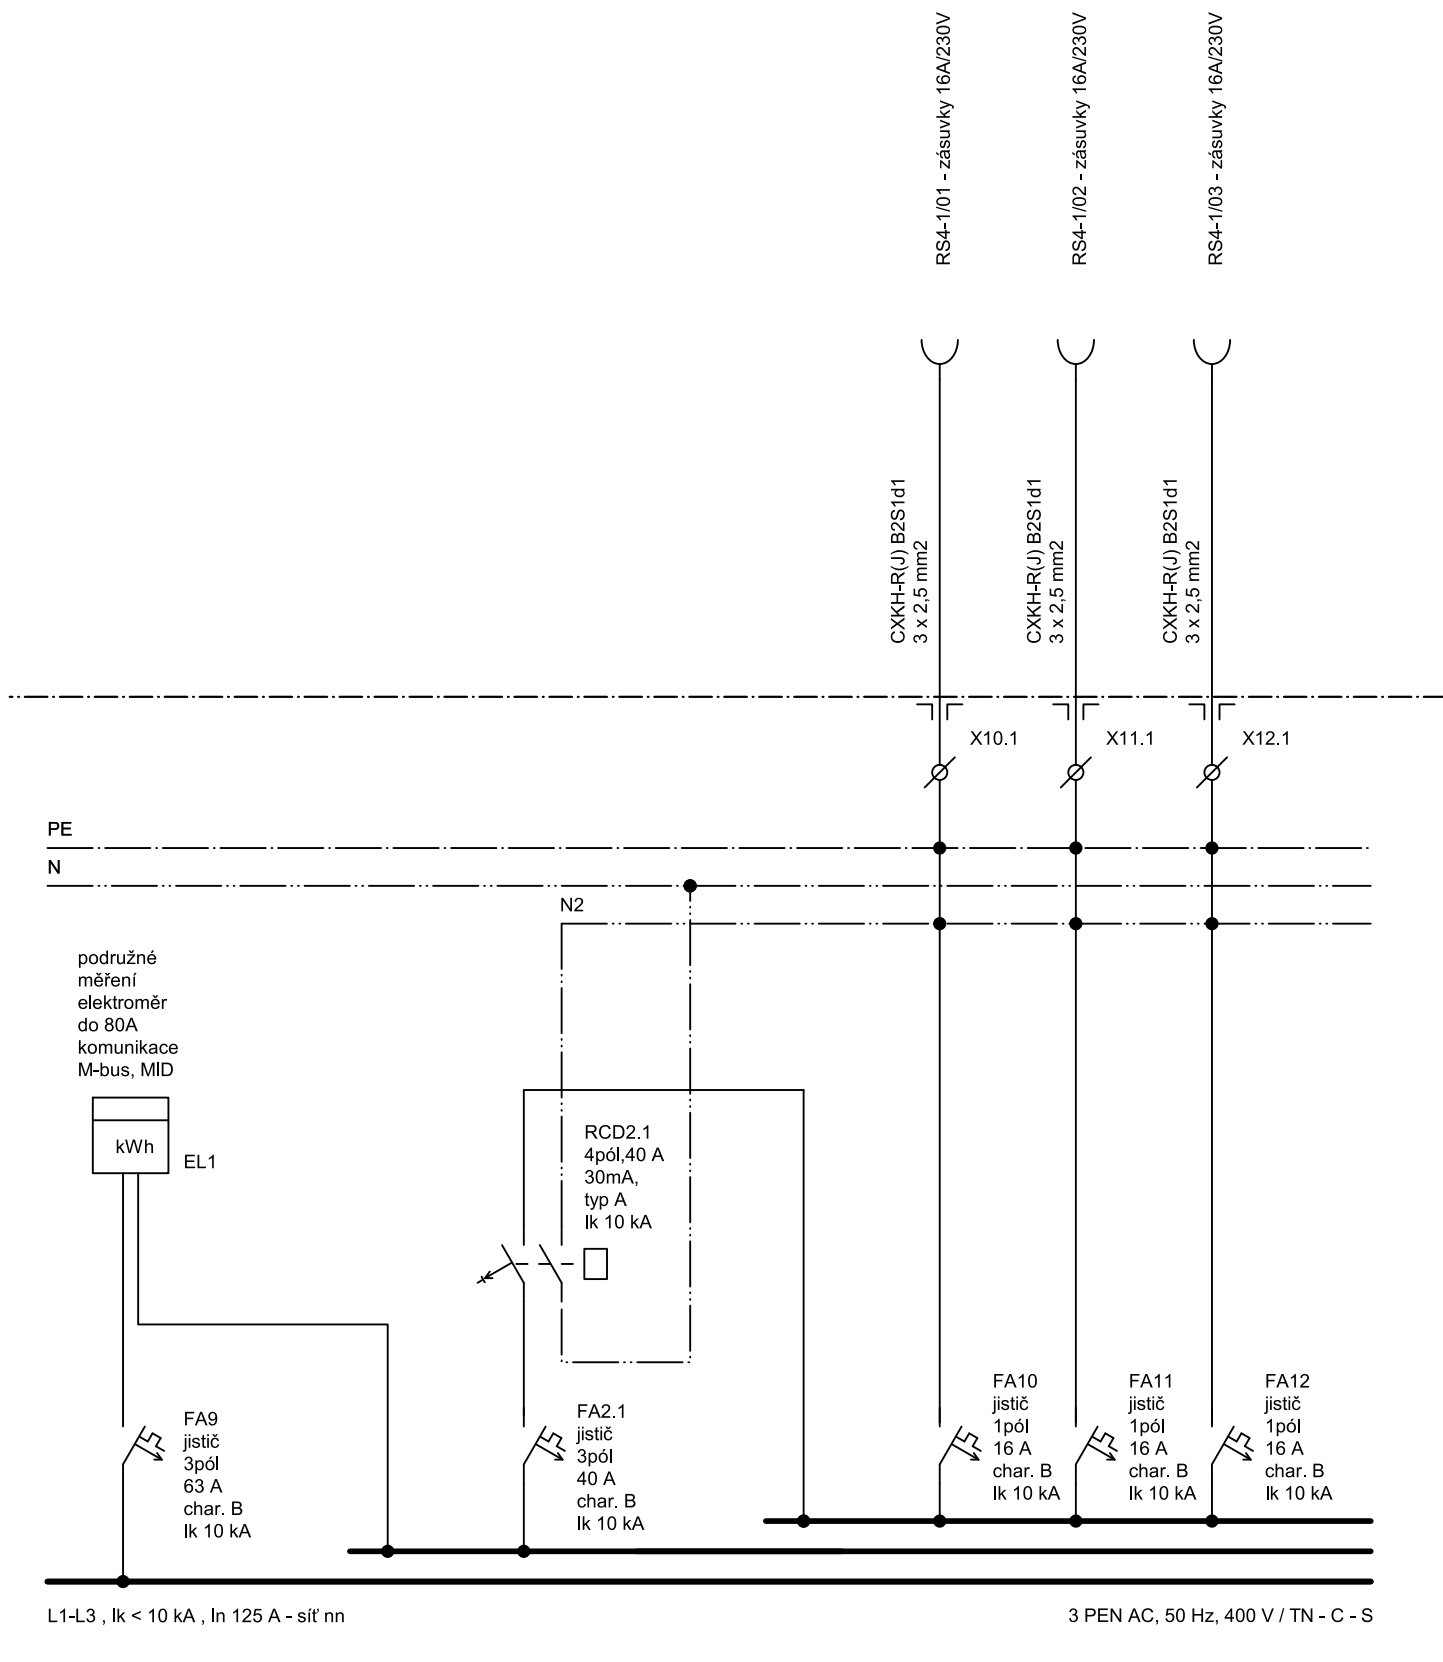 RS4-1/01 - zásuvky 16A/230V
RS4-1/02 - zásuvky 16A/230V
RS4-1/03 - zásuvky 16A/230V
CXKH-R(J) B2S1d1
3 x 2,5 mm2
CXKH-R(J) B2S1d1
3 x 2,5 mm2
CXKH-R(J) B2S1d1
3 x 2,5 mm2
X10.1
X11.1
X12.1
PE
N
N2
podružné
měření
elektroměr
do 80A
komunikace
M-bus, MID
kWh
EL1
RCD2.1
4pól,40 A
30mA,
typ A
Ik 10 kA
FA9
jistič
3pól
63 A
char. B
Ik 10 kA
FA2.1
jistič
3pól
40 A
char. B
Ik 10 kA
FA10
jistič
1pól
16 A
char. B
Ik 10 kA
FA11
jistič
1pól
16 A
char. B
Ik 10 kA
FA12
jistič
1pól
16 A
char. B
Ik 10 kA
L1-L3 , Ik < 10 kA , In 125 A - síť nn
3 PEN AC, 50 Hz, 400 V / TN - C - S